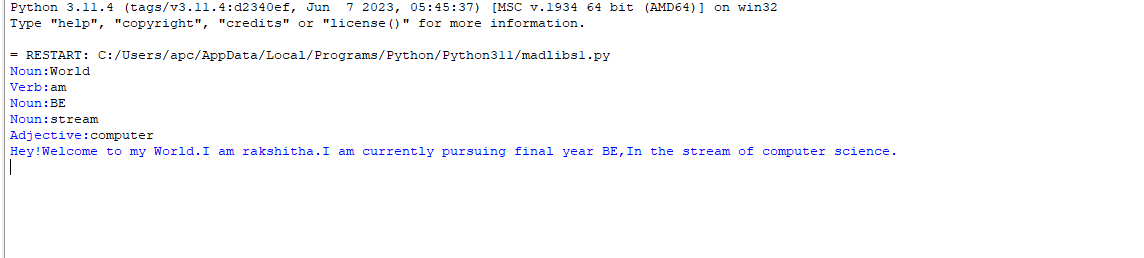 Python 3.11.4 (tags/v3.11.4:d2340ef, Jun  7 2023, 05:45:37) [MSC v.1934 64 bit (AMD64)] on win32
Type "help", "copyright", "credits" or "license()" for more information.
= RESTART: C:/Users/apc/AppData/Local/Programs/Python/Python311/madlibs1.py
Noun:World
Verb:am
Noun:BE
Noun:stream
Adjective:computer
Hey!Welcome to my World.I am rakshitha.I am currently pursuing final year BE,In the stream of computer science.